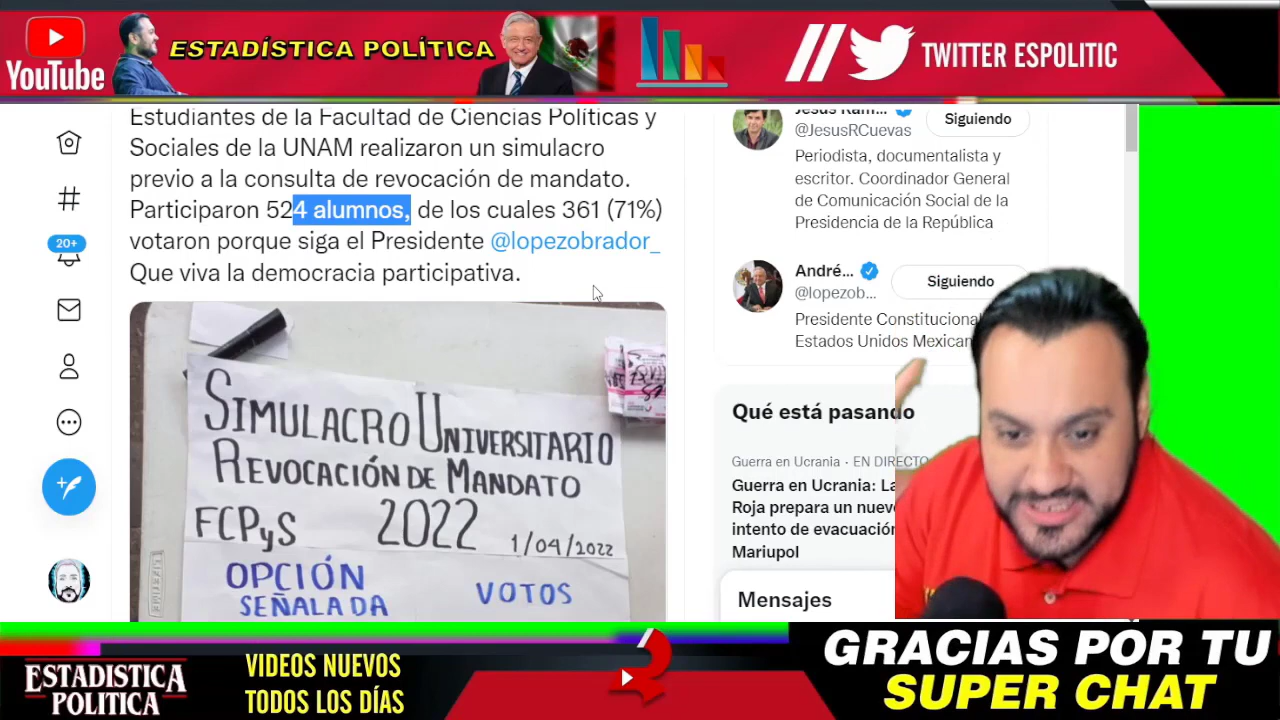 YouTube
ESTADÍSTICA POLÍTICA
TWITTER ESPOLITIC
Estudiantes de la Facultad de Ciencias Políticas y
Sociales de la UNAM realizaron un simulacro
previo a la consulta de revocación de mandato.
Participaron 524 alumnos, de los cuales 361 (71%)
votaron porque siga el Presidente @lopezobrador_
Que viva la democracia participativa.
#
20+
SIMULACRO UNIVERSITARIO
REVOCACIÓN DE MANDATO
FCPyS 2022 1/04/2022
OPCIÓN
SEÑALADA
VOTOS
Jesús Ram...
@JesusRCuevas
Siguiendo
Periodista, documentalista y
escritor. Coordinador General
de Comunicación Social de la
Presidencia de la República
André...
@lopezob...
Siguiendo
Presidente Constitucional
Estados Unidos Mexican
Qué está pasando
Guerra en Ucrania · EN DIRECTO
Guerra en Ucrania: La
Roja prepara un nuev
intento de evacuación
Mariupol
Mensajes
ESTADISTICA
POLITICA
VIDEOS NUEVOS
TODOS LOS DÍAS
GRACIAS POR TU
SUPER CHAT